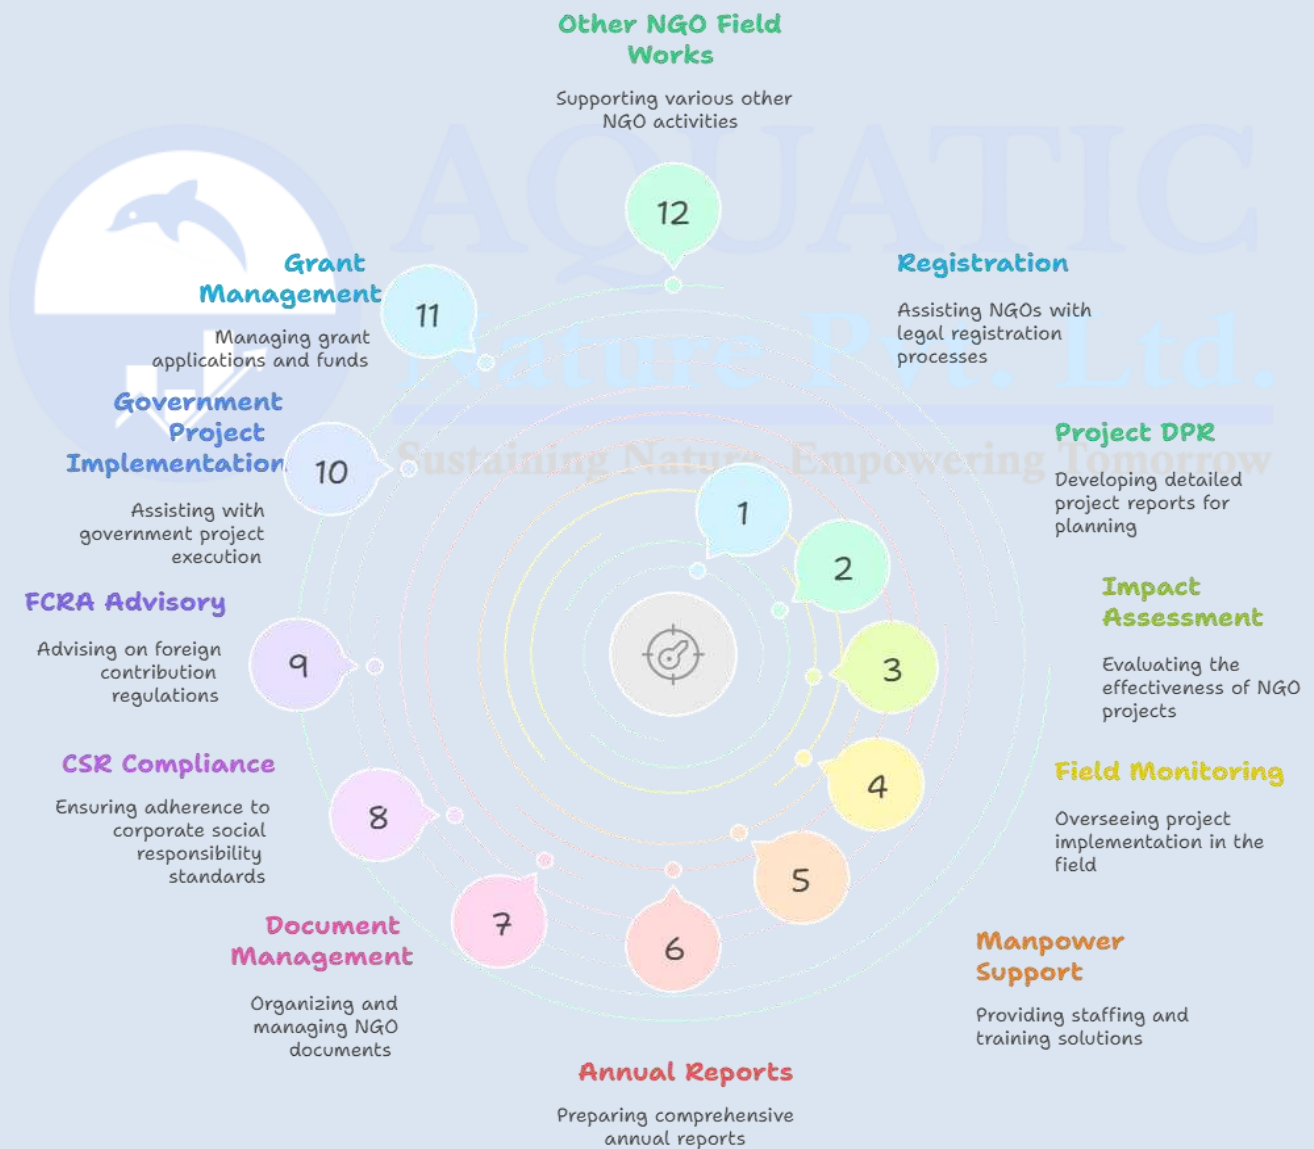 Other NGO Field
Works
Supporting various other
NGO activities
12
AQUATIC
Nature Pvt. Ltd.
Sustaining Nature, Empowering Tomorrow
Registration
Assisting NGOs with
legal registration
processes
1
Project DPR
Developing detailed
project reports for
planning
2
Impact
Assessment
Evaluating the
effectiveness of NGO
projects
3
Field Monitoring
Overseeing project
implementation in the
field
4
Manpower
Support
Providing staffing and
training solutions
5
Annual Reports
Preparing comprehensive
annual reports
6
Document
Management
Organizing and
managing NGO
documents
7
CSR Compliance
Ensuring adherence to
corporate social
responsibility
standards
8
FCRA Advisory
Advising on foreign
contribution
regulations
9
Government
Project
Implementation
Assisting with
government project
execution
10
Grant
Management
Managing grant
applications and funds
11